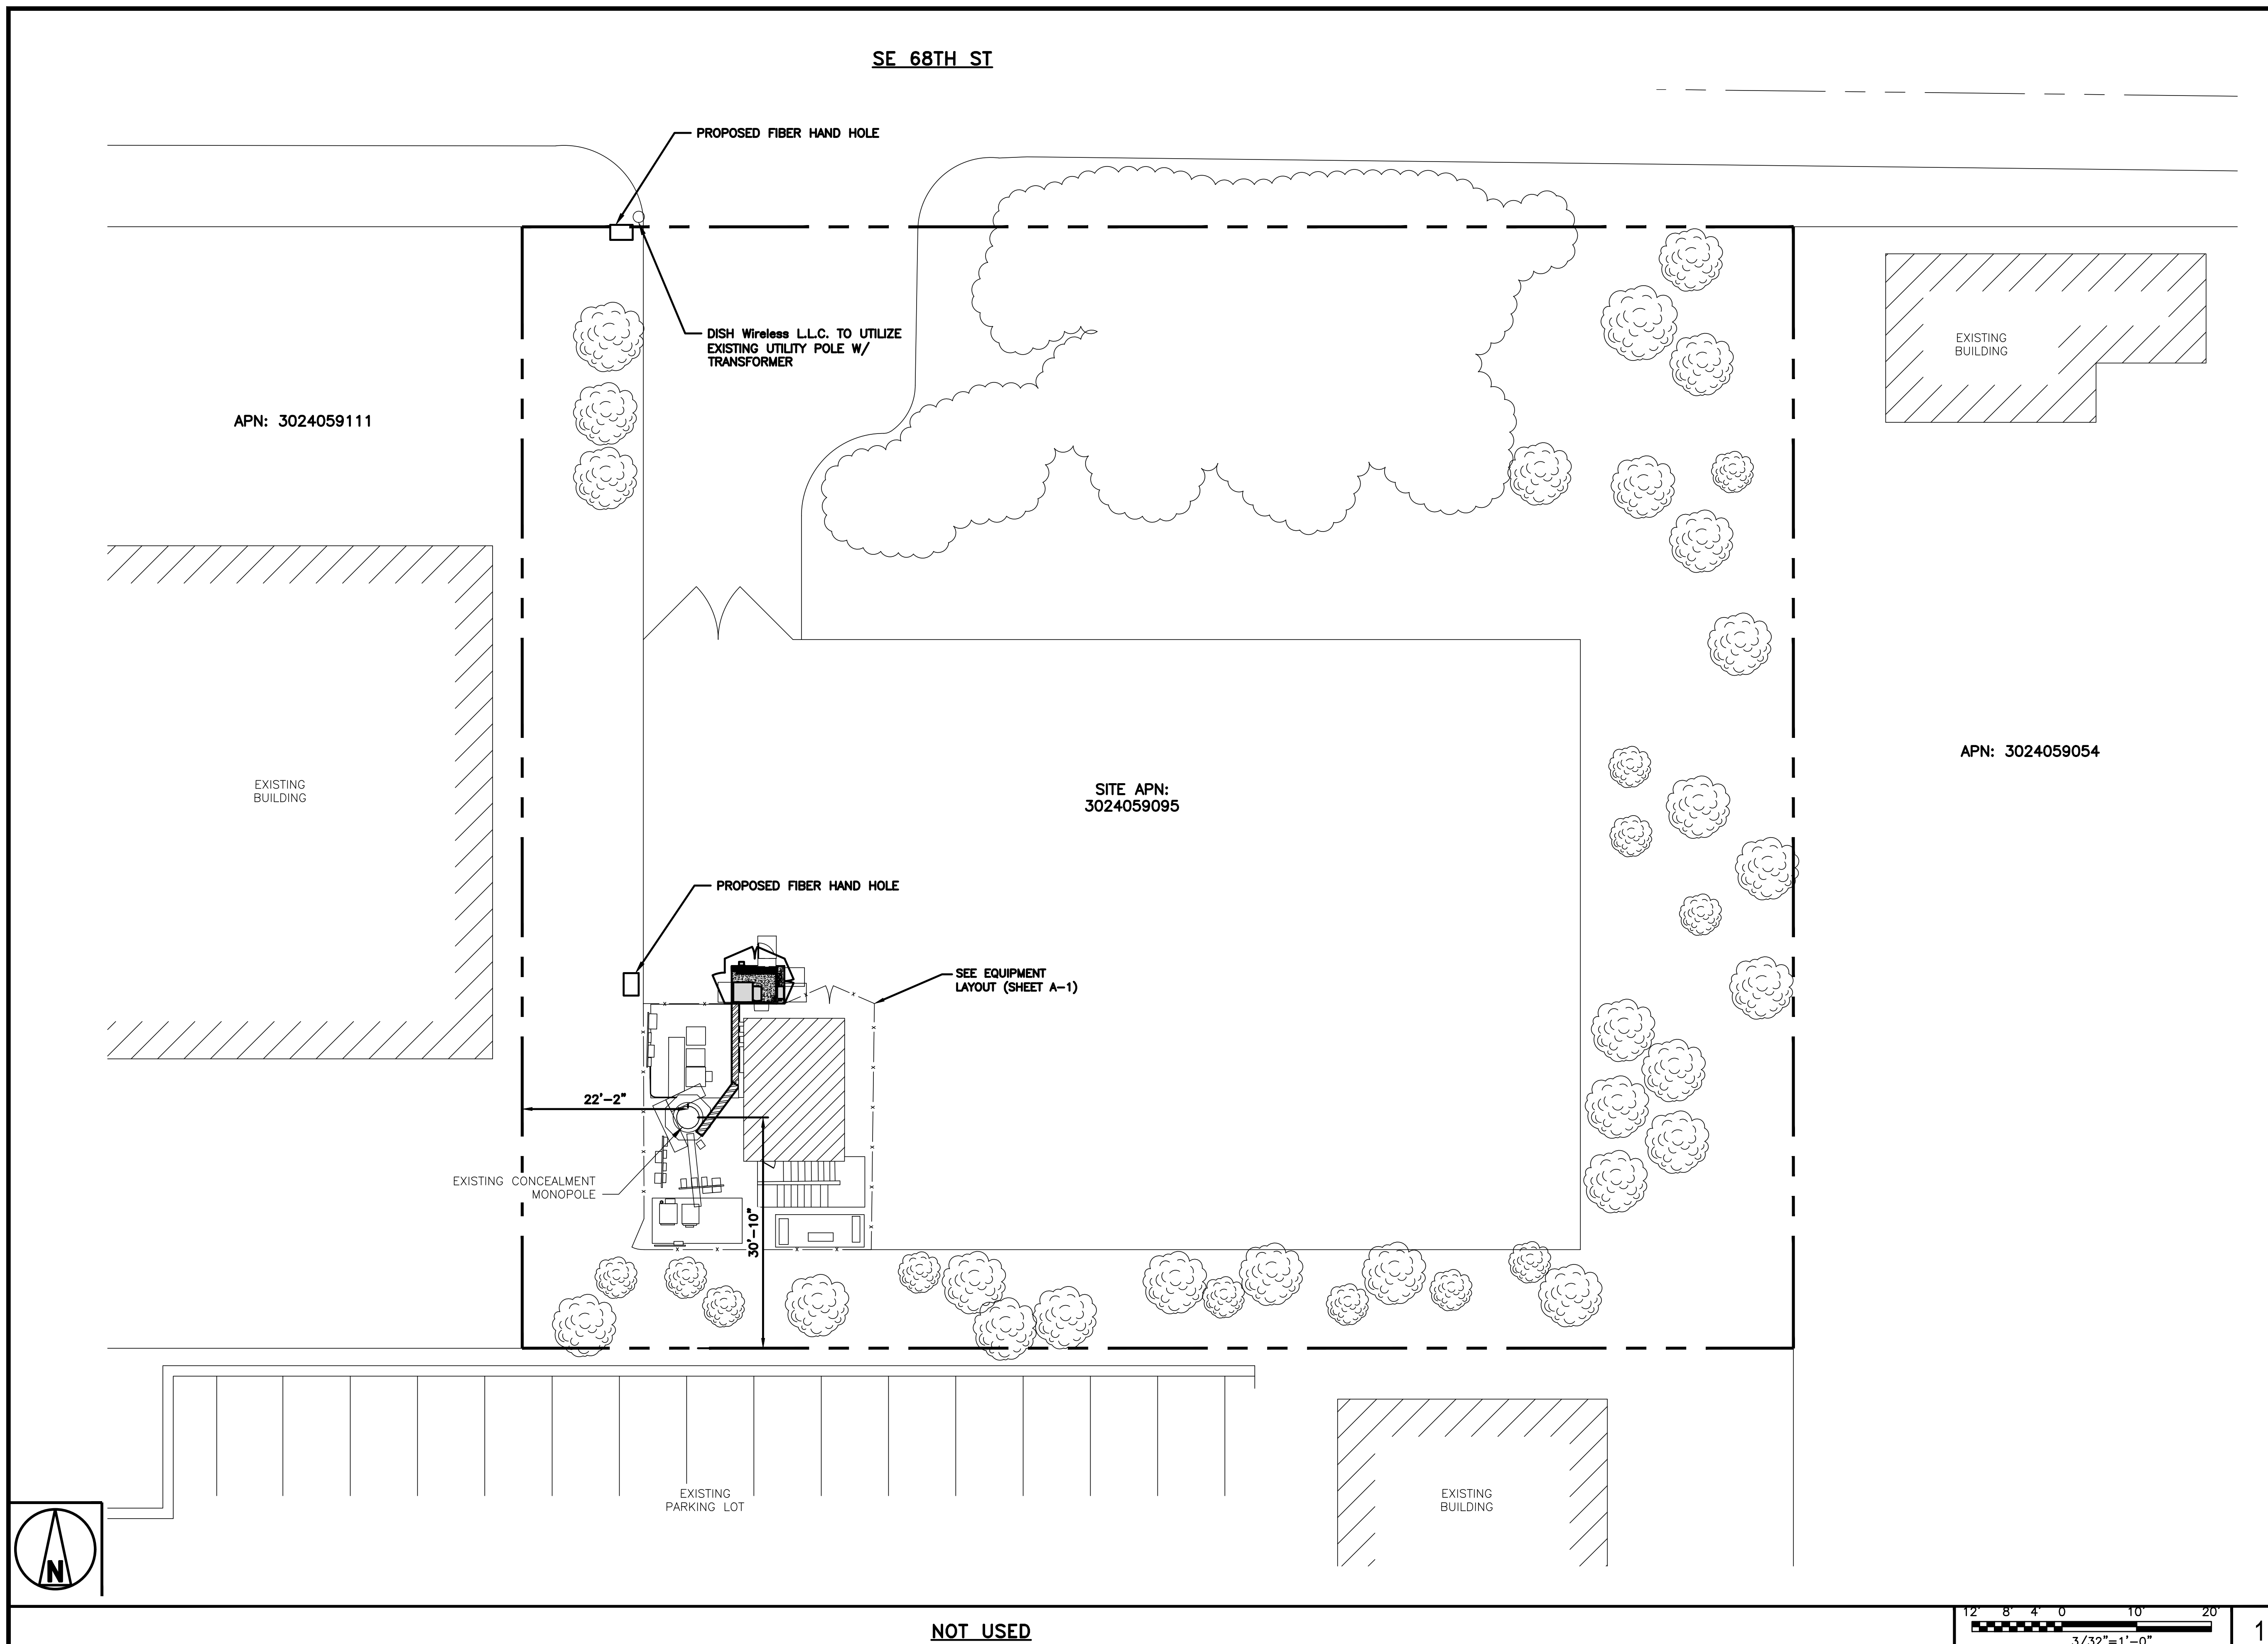 SE 68TH ST
PROPOSED FIBER HAND HOLE
DISH Wireless L.L.C. TO UTILIZE
EXISTING UTILITY POLE W/
TRANSFORMER
EXISTING
BUILDING
APN: 3024059111
APN: 3024059054
EXISTING
BUILDING
SITE APN:
3024059095
PROPOSED FIBER HAND HOLE
SEE EQUIPMENT
LAYOUT (SHEET A-1)
22'-2"
EXISTING CONCEALMENT
MONOPOLE
30'-10"
EXISTING
PARKING LOT
EXISTING
BUILDING
N
NOT USED
12' 8' 4' 0 10' 20'
3/32"=1'-0"
1